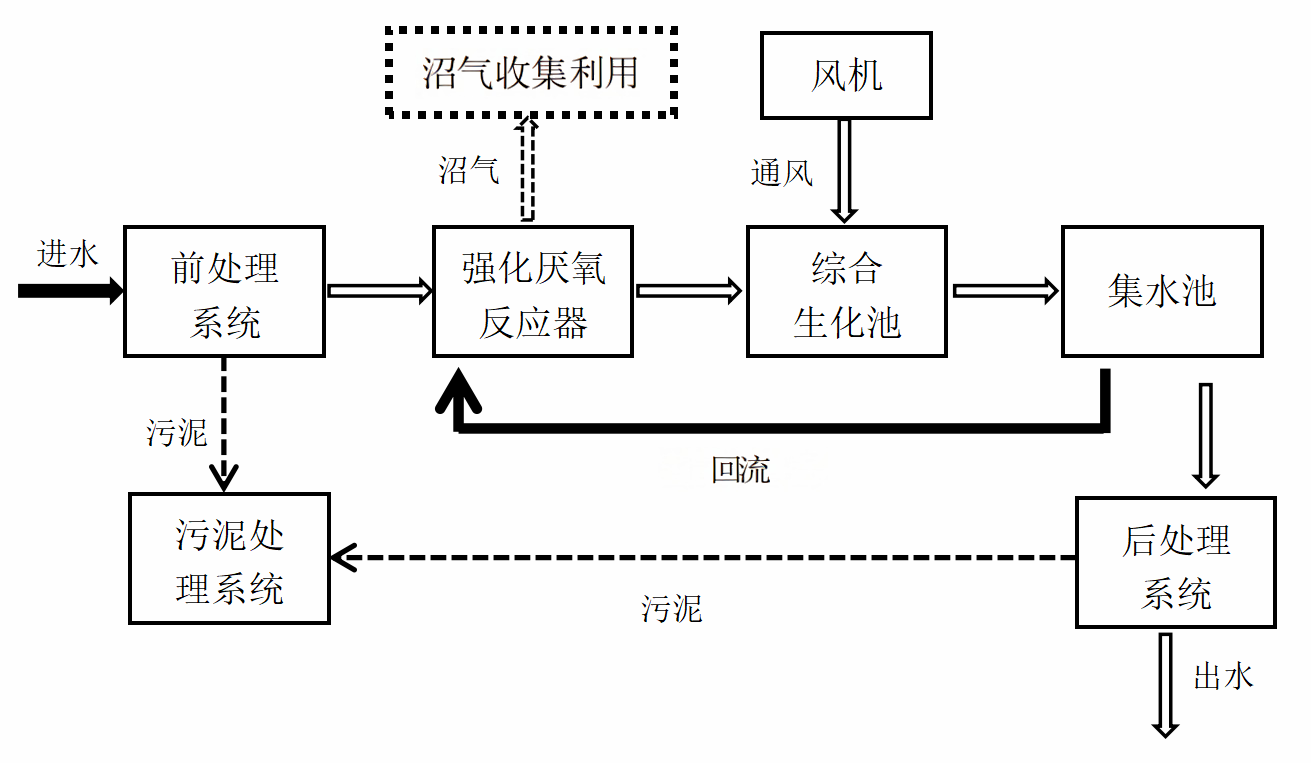 沼气收集利用
风机
沼气
通风
进水
前处理
系统
强化厌氧
反应器
综合
生化池
集水池
污泥
回流
污泥处
理系统
后处理
系统
污泥
出水